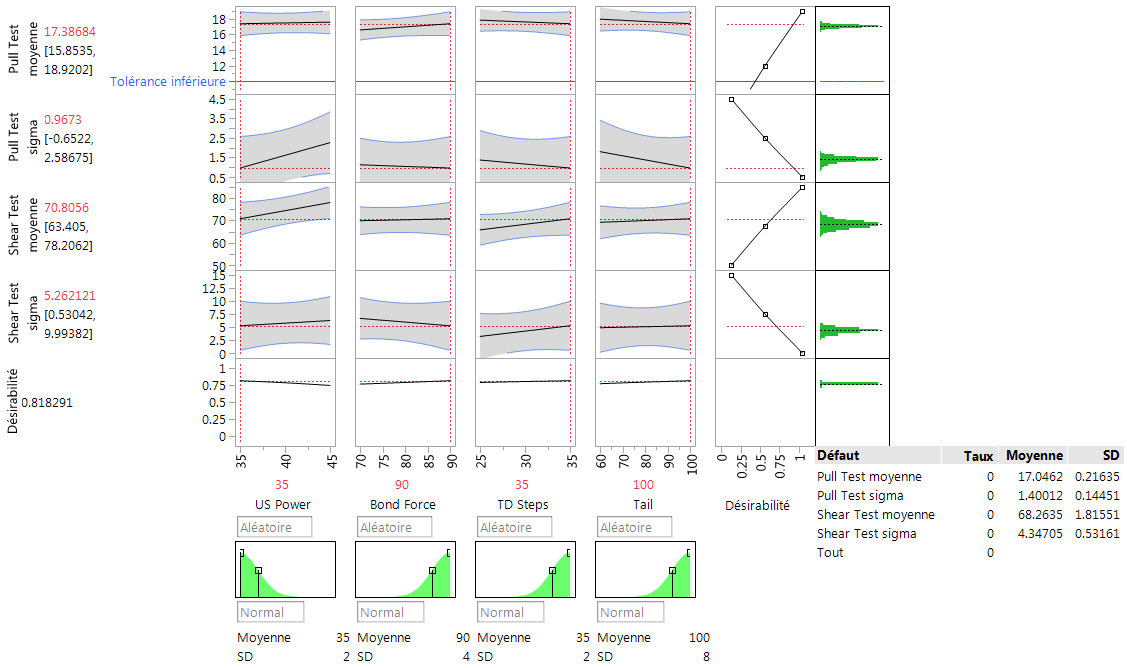 Pull Test
moyenne
17.38684
[15.8535,
18.9202]
18
16
14
12
Tolérance inférieure
Pull Test
sigma
0.9673
[-0.6522,
2.58675]
4.5
3.5
2.5
1.5
0.5
Shear Test
moyenne
70.8056
[63.405,
78.2062]
80
70
60
50
Shear Test
sigma
5.262121
[0.53042,
9.99382]
15
12.5
10
7.5
5
2.5
0
Désirabilité
0.818291
1
0.75
0.5
0.25
0
35 40 45
70 75 80 85 90
25 30 35
60 70 80 90 100
0 0.25 0.5 0.75 1
35 90 35 100
US Power Bond Force TD Steps Tail Désirabilité
Aléatoire Aléatoire Aléatoire Aléatoire
Normal Normal Normal Normal
Moyenne 35 Moyenne 90 Moyenne 35 Moyenne 100
SD 2 SD 4 SD 2 SD 8
Défaut Taux Moyenne SD
Pull Test moyenne 0 17.0462 0.21635
Pull Test sigma 0 1.40012 0.14451
Shear Test moyenne 0 68.2635 1.81551
Shear Test sigma 0 4.34705 0.53161
Tout 0